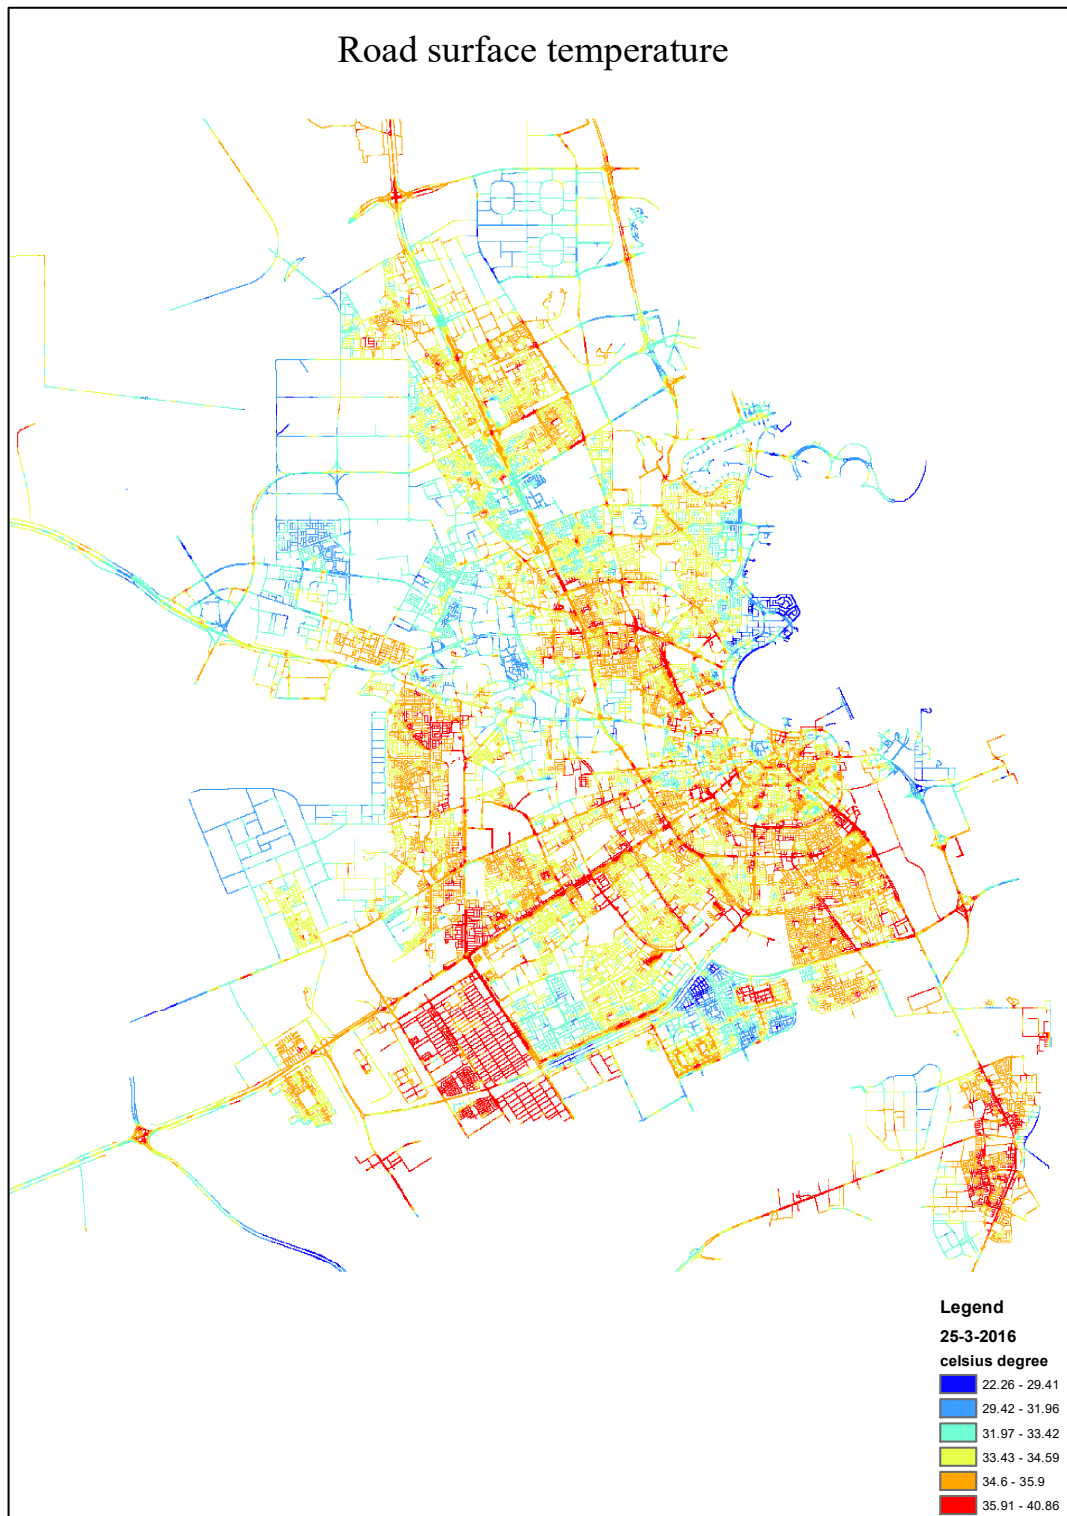 Road surface temperature
Legend
25-3-2016
celsius degree
22.26 - 29.41
29.42 - 31.96
31.97 - 33.42
33.43 - 34.59
34.6 - 35.9
35.91 - 40.86